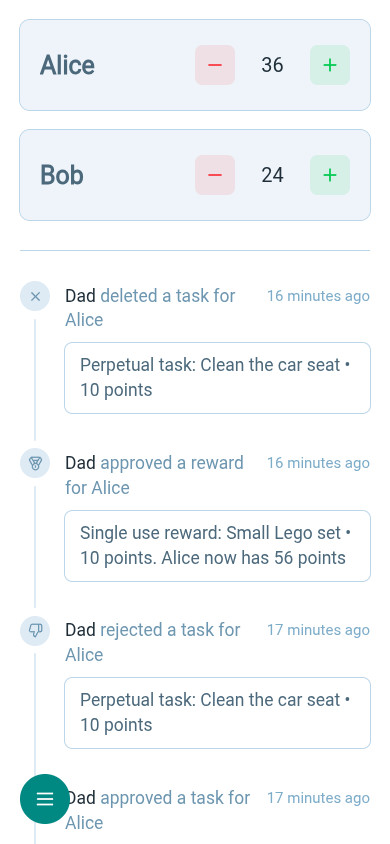 Alice
36
Bob
24
Dad deleted a task for 16 minutes ago
Alice
Perpetual task: Clean the car seat •
10 points
Dad approved a reward 16 minutes ago
for Alice
Single use reward: Small Lego set •
10 points. Alice now has 56 points
Dad rejected a task for 17 minutes ago
Alice
Perpetual task: Clean the car seat •
10 points
Dad approved a task for 17 minutes ago
Alice